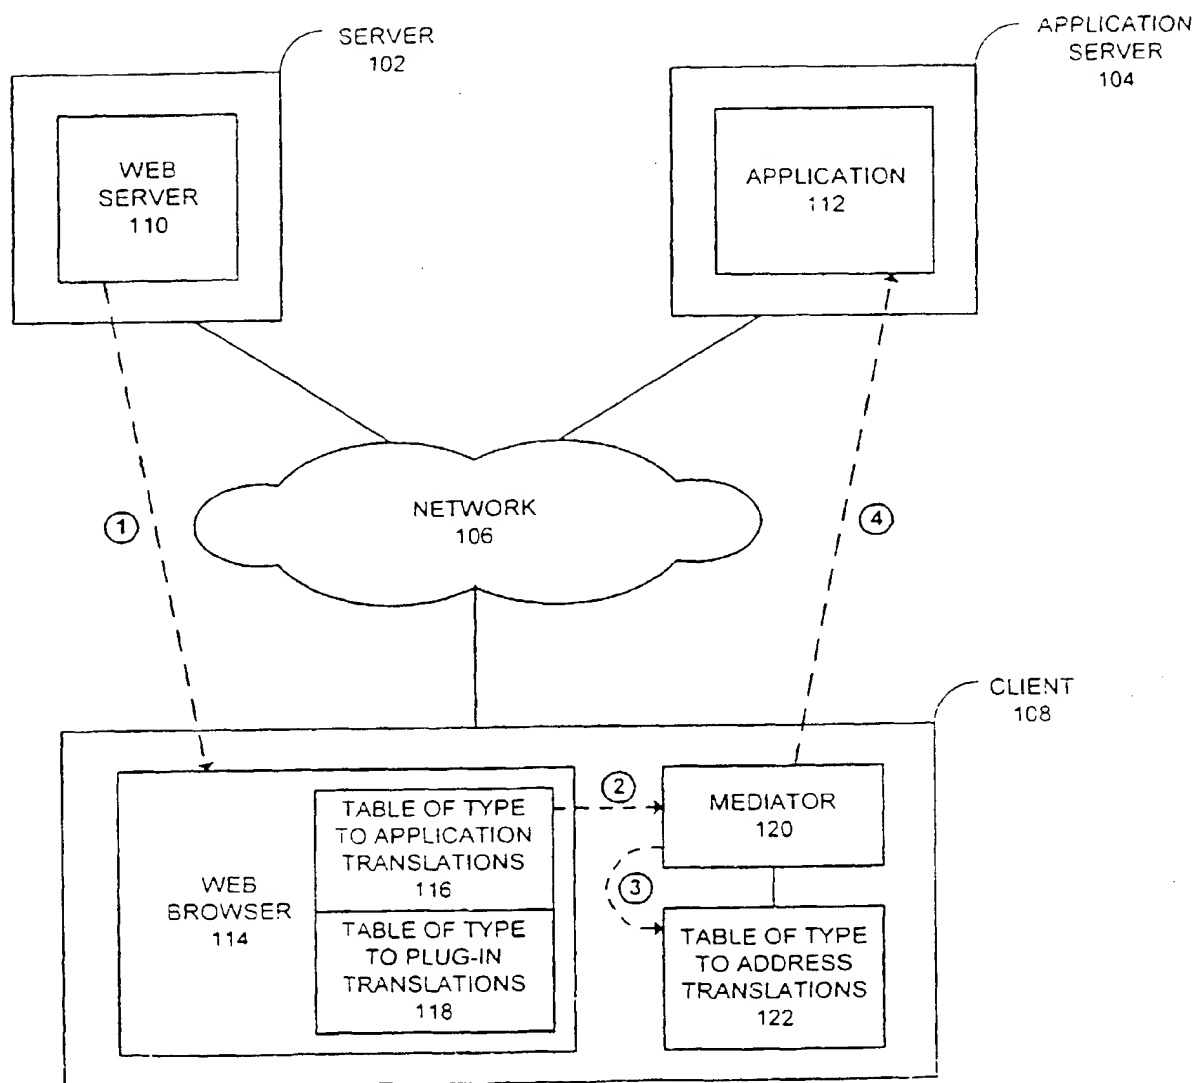 SERVER
102
APPLICATION
SERVER
104
WEB
SERVER
110
APPLICATION
112
NETWORK
106
1
4
CLIENT
108
TABLE OF TYPE
TO APPLICATION
TRANSLATIONS
116
2
MEDIATOR
120
WEB
BROWSER
114
3
TABLE OF TYPE
TO PLUG-IN
TRANSLATIONS
118
TABLE OF TYPE
TO ADDRESS
TRANSLATIONS
122